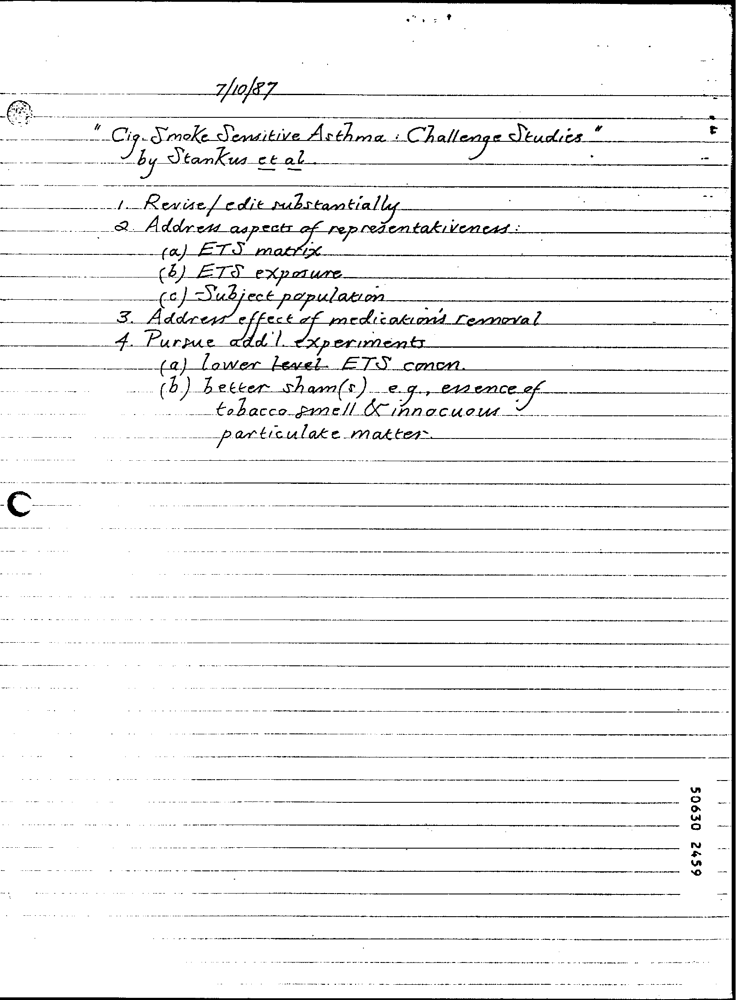 7/10/87
" Cig. Smoke Sensitive Asthma : Challenge Studies "
by Stankus et al.
1. Revise/edit substantially
2. Address aspects of representativeness:
(a) ETS matrix
(b) ETS exposure
(c) Subject population
3. Address effect of medication's removal
4. Pursue add'l. experiments
(a) lower level ETS concn.
(b) better sham(s) e.g., essence of
tobacco smell & innocuous
particulate matter.
C
50630 2459